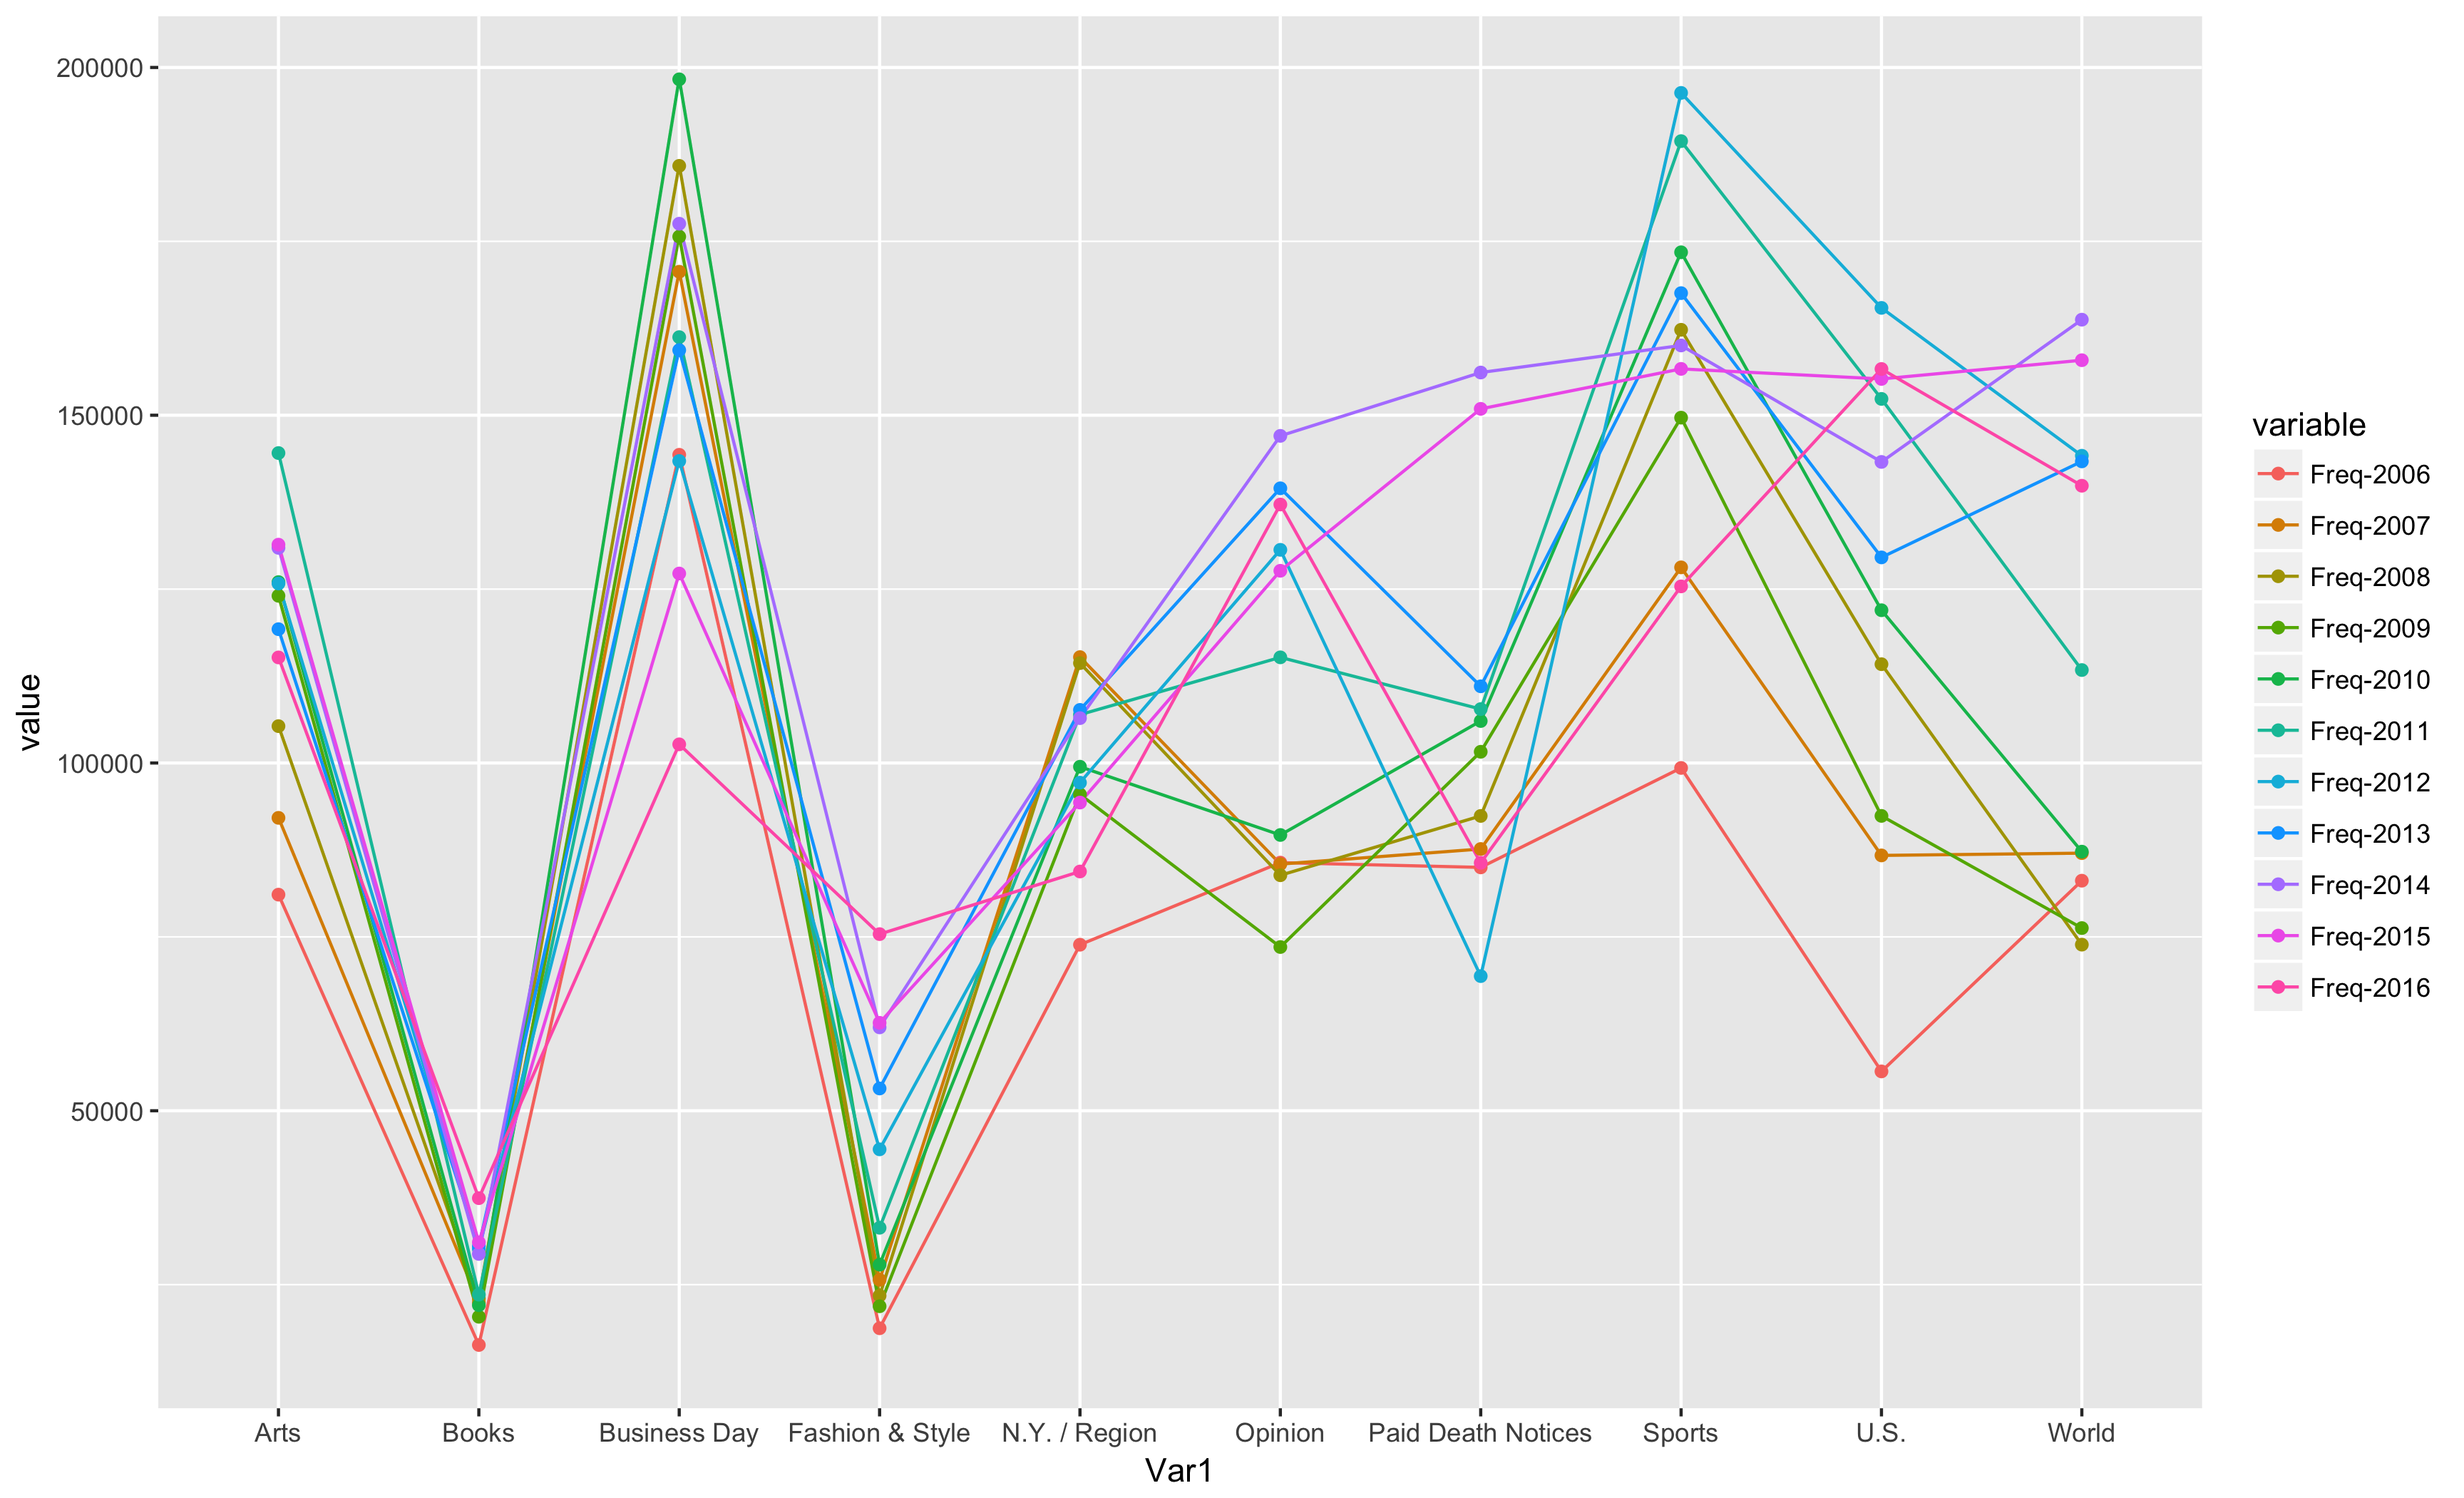 200000
150000
100000
50000
value
Arts
Books
Business Day
Fashion & Style
N.Y. / Region
Opinion
Paid Death Notices
Sports
U.S.
World
Var1
variable
Freq-2006
Freq-2007
Freq-2008
Freq-2009
Freq-2010
Freq-2011
Freq-2012
Freq-2013
Freq-2014
Freq-2015
Freq-2016